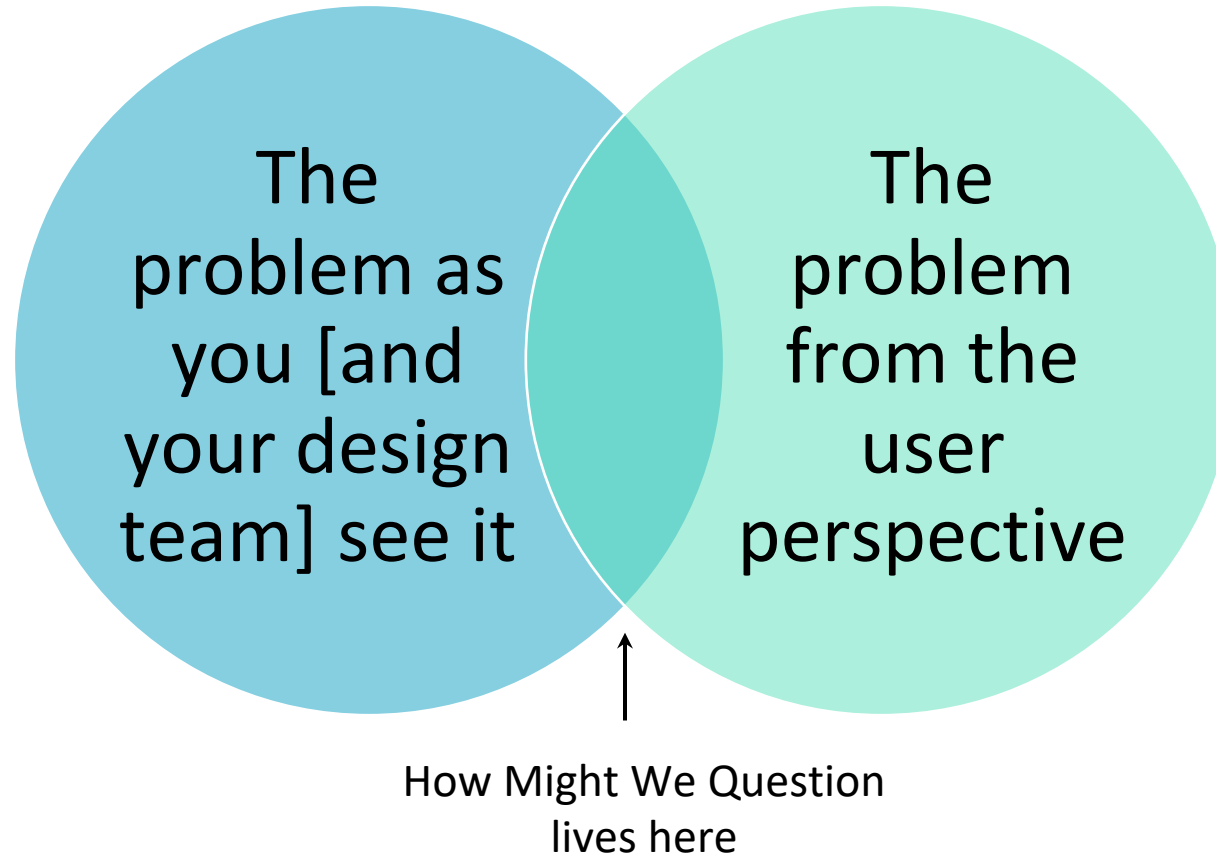 The
problem as
you [and
your design
team] see it
The
problem
from the
user
perspective
How Might We Question
lives here